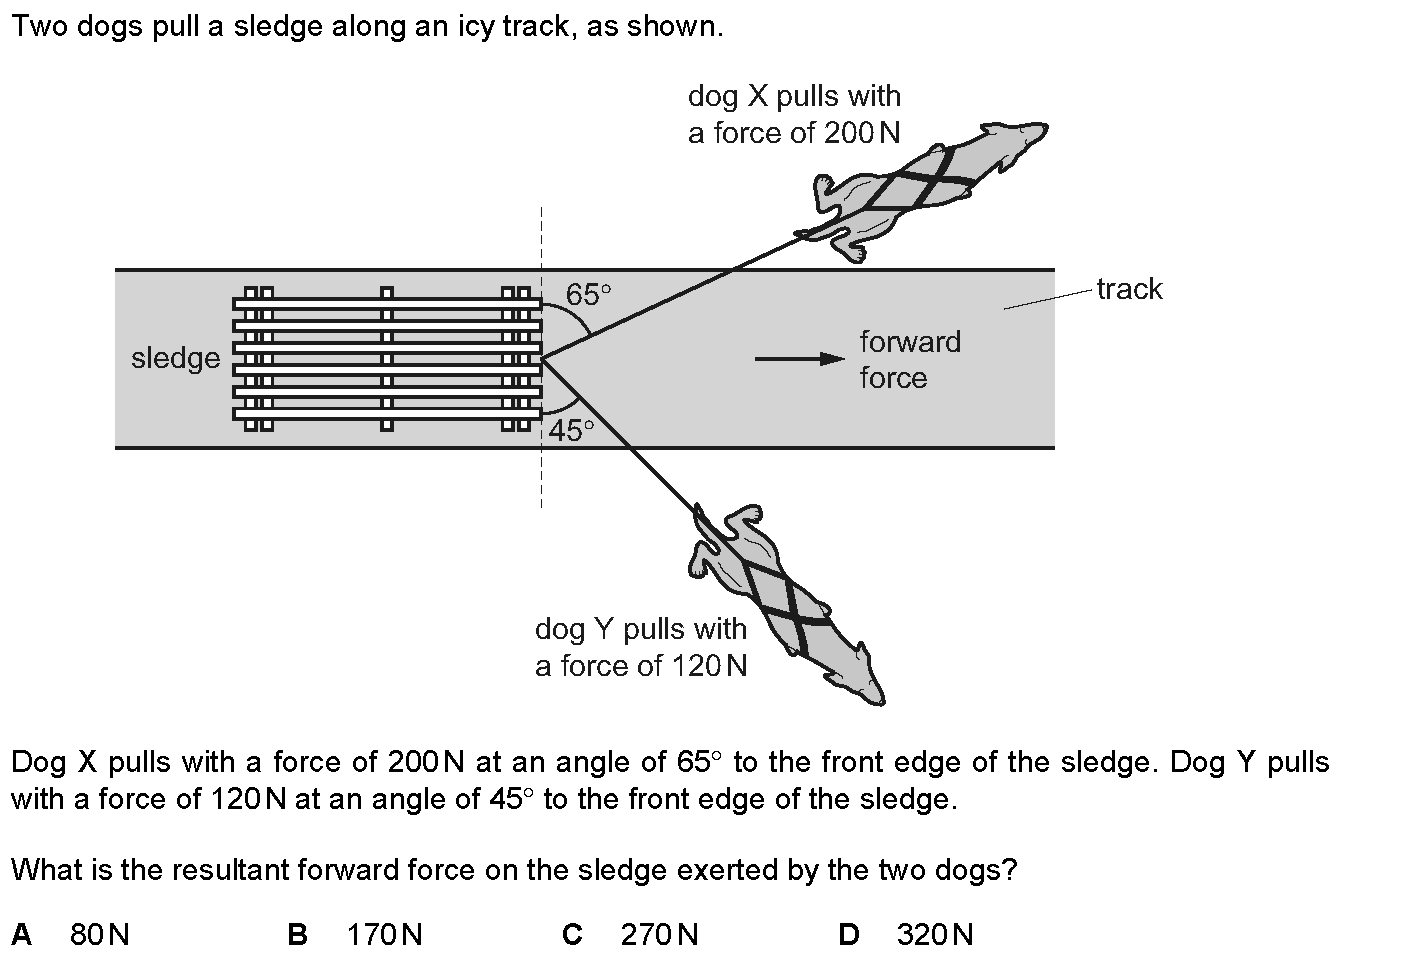 Two dogs pull a sledge along an icy track, as shown.
dog X pulls with
a force of 200 N
65°
track
sledge
forward
force
45°
dog Y pulls with
a force of 120 N
Dog X pulls with a force of 200 N at an angle of 65° to the front edge of the sledge. Dog Y pulls
with a force of 120 N at an angle of 45° to the front edge of the sledge.
What is the resultant forward force on the sledge exerted by the two dogs?
A 80 N B 170 N C 270 N D 320 N